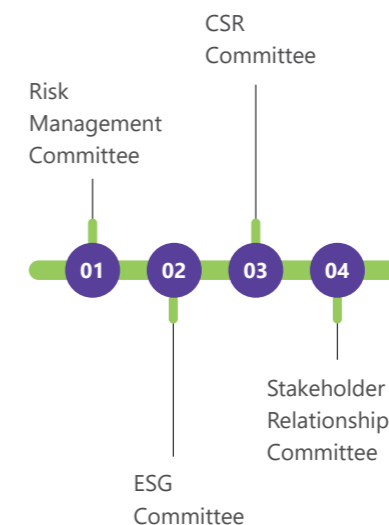 CSR
Committee
Risk
Management
Committee
01
02
03
04
Stakeholder
Relationship
Committee
ESG
Committee